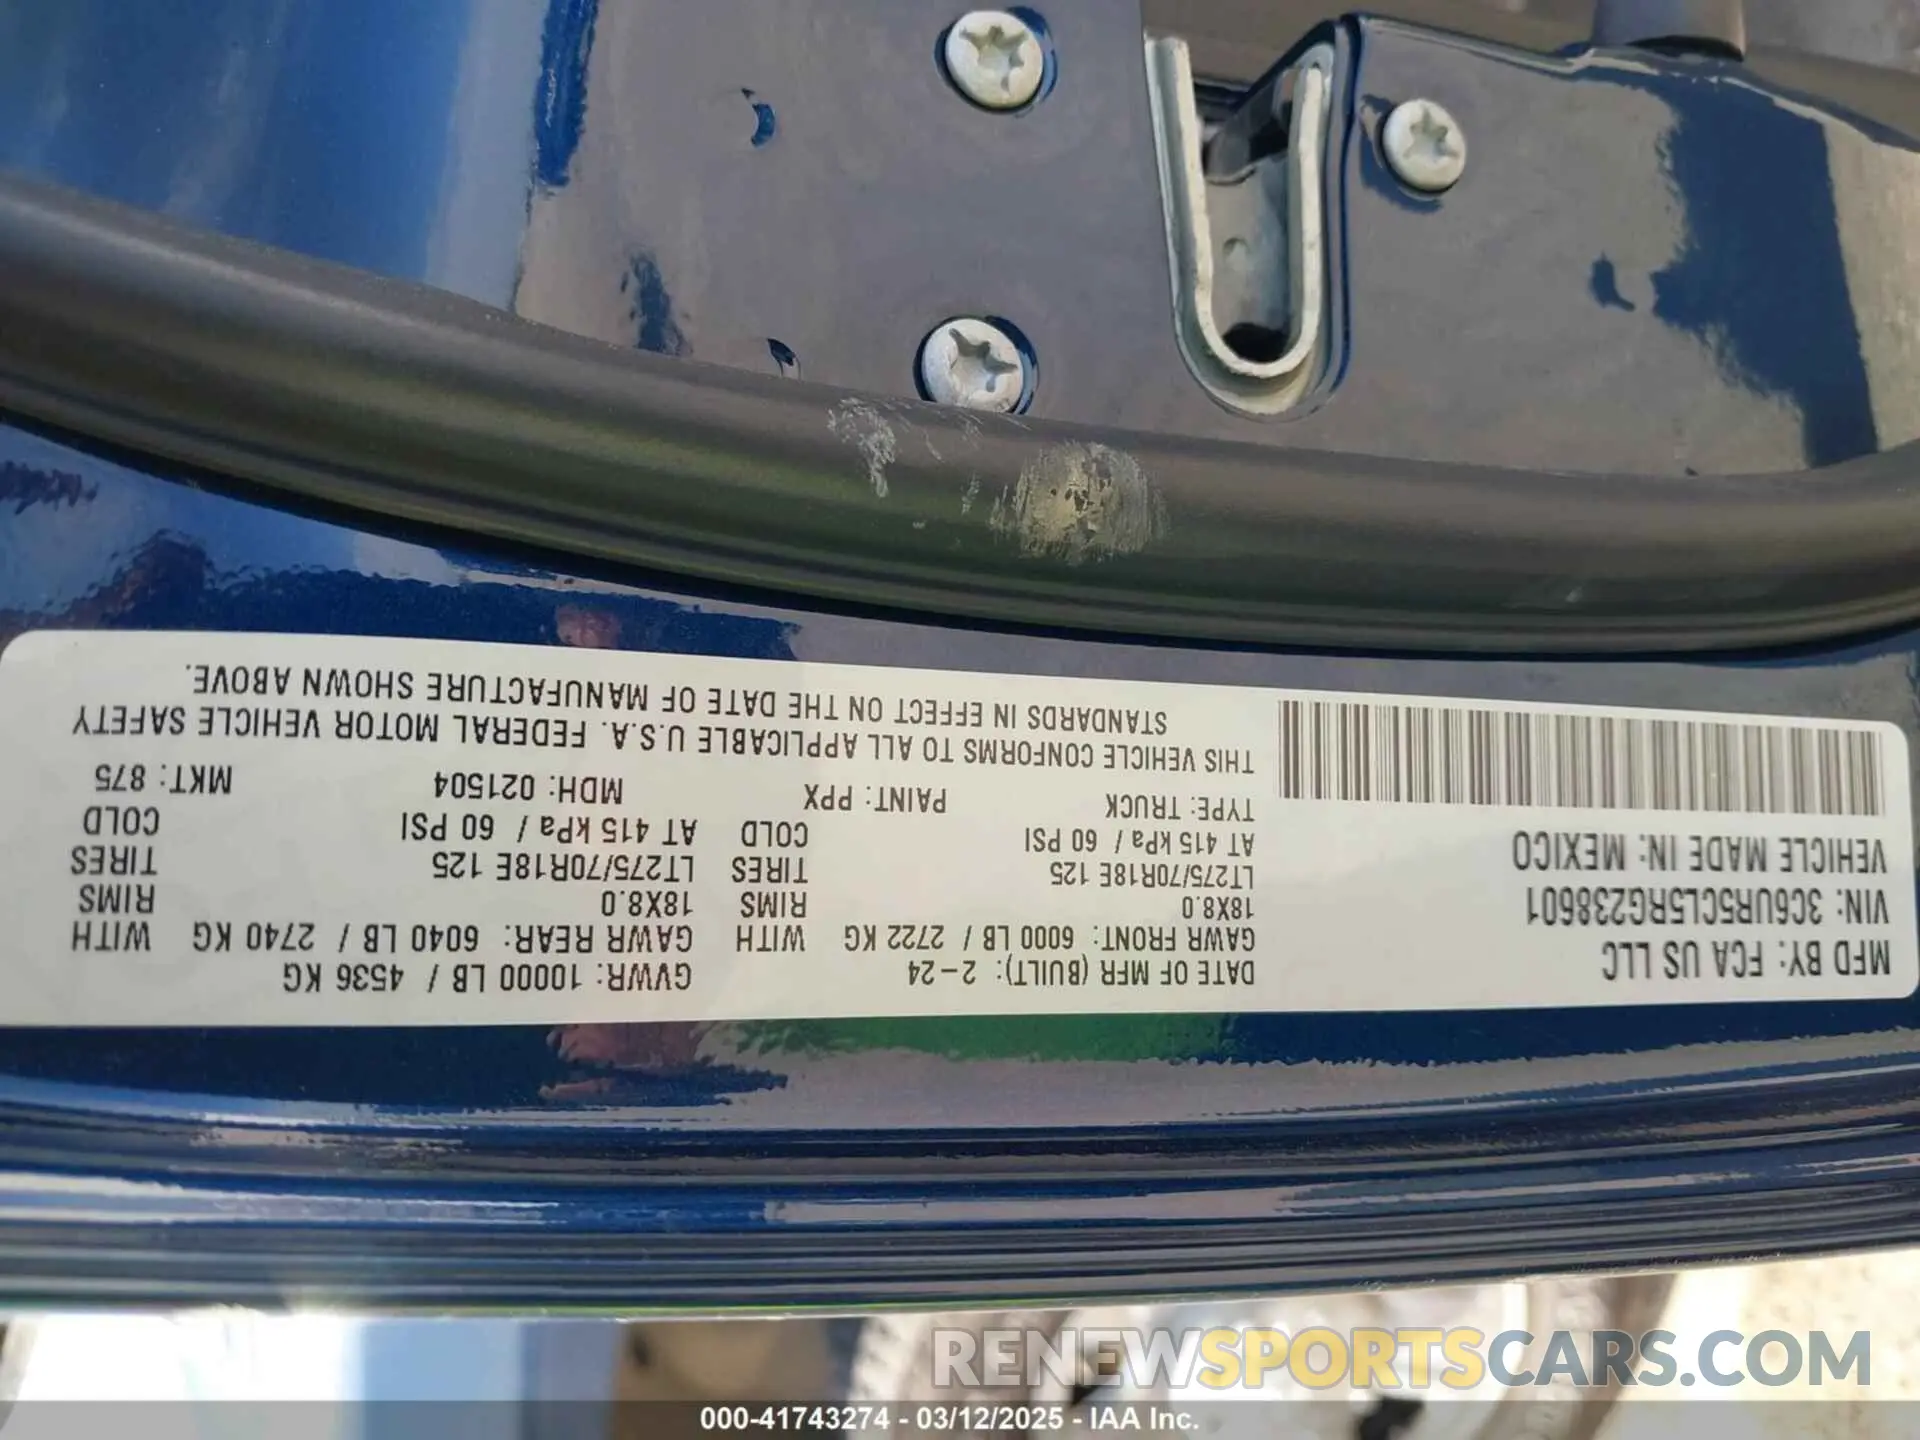 MFD BY: FCA US LLC
VIN: 3C6UR5CL5RG238601
VEHICLE MADE IN: MEXICO
DATE OF MFR (BUILT): 2-24
GVWR: 10000 LB / 4536 KG
GAWR FRONT: 6000 LB / 2722 KG WITH
18X8.0 RIMS
LT275/70R18E 125 TIRES
AT 415 kPa / 60 PSI COLD
GAWR REAR: 6040 LB / 2740 KG WITH
18X8.0 RIMS
LT275/70R18E 125 TIRES
AT 415 kPa / 60 PSI COLD
TYPE: TRUCK PAINT: PPX MDH: 021504 MKT: 875
THIS VEHICLE CONFORMS TO ALL APPLICABLE U.S.A. FEDERAL MOTOR VEHICLE SAFETY
STANDARDS IN EFFECT ON THE DATE OF MANUFACTURE SHOWN ABOVE.
RENEWSPORTSCARS.COM
000-41743274 - 03/12/2025 - IAA Inc.